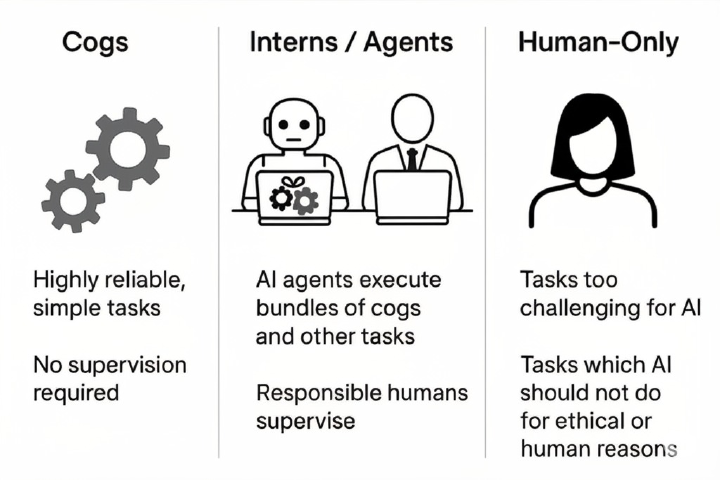 Cogs
Highly reliable,
simple tasks
No supervision
required
Interns / Agents
AI agents execute
bundles of cogs
and other tasks
Responsible humans
supervise
Human-Only
Tasks too
challenging for AI
Tasks which AI
should not do
for ethical or
human reasons